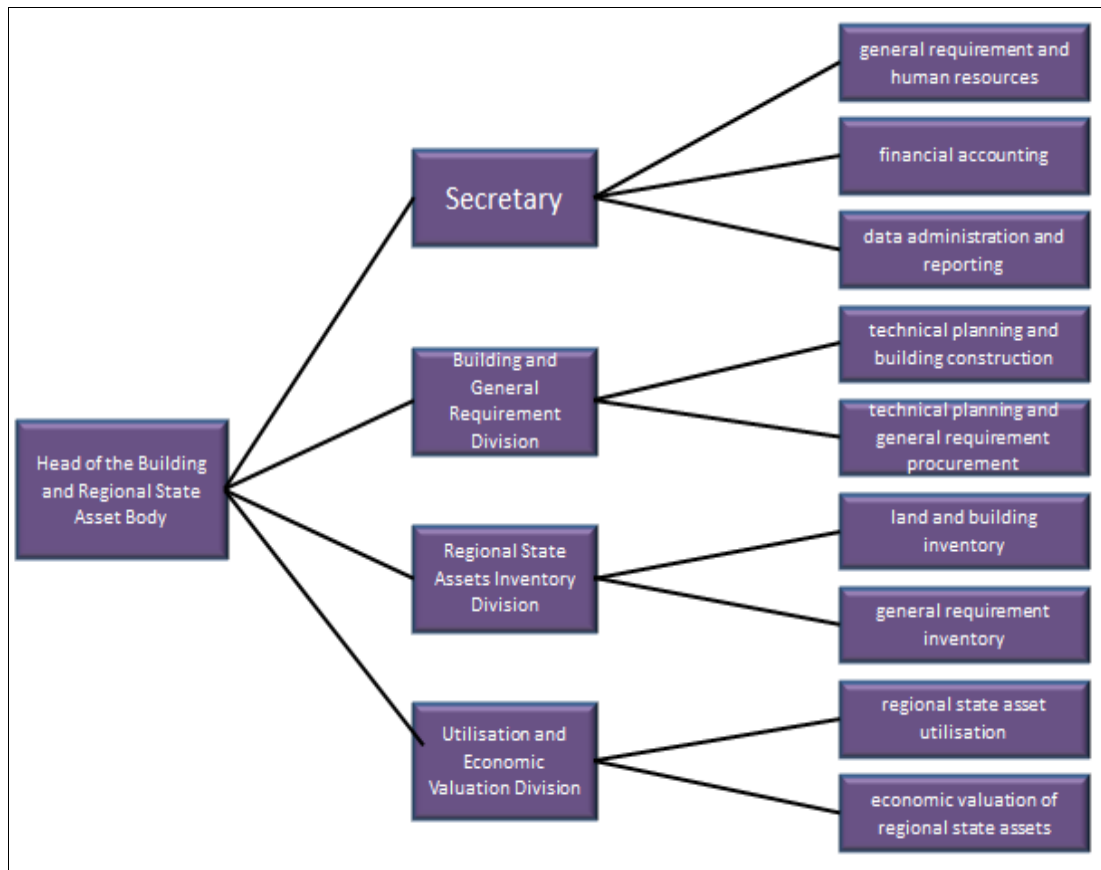 general requirement and
human resources
financial accounting
Secretary
data administration and
reporting
technical planning and
building construction
Building and
General
Requirement
Division
technical planning and
general requirement
procurement
Head of the Building
and Regional State
Asset Body
land and building
inventory
Regional State
Assets Inventory
Division
general requirement
inventory
regional state asset
utilisation
Utilisation and
Economic
Valuation Division
economic valuation of
regional state assets